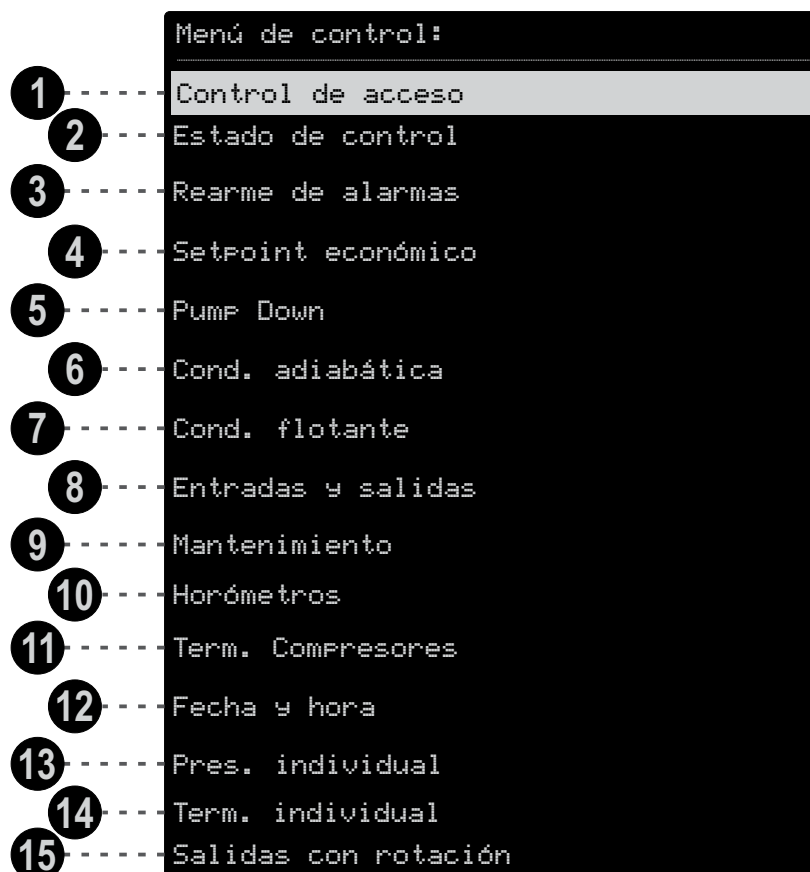 Menú de control:
1 Control de acceso
2 Estado de control
3 Rearme de alarmas
4 Setpoint económico
5 Pump Down
6 Cond. adiabática
7 Cond. flotante
8 Entradas y salidas
9 Mantenimiento
10 Horómetros
11 Term. Compresores
12 Fecha y hora
13 Pres. individual
14 Term. individual
15 Salidas con rotación